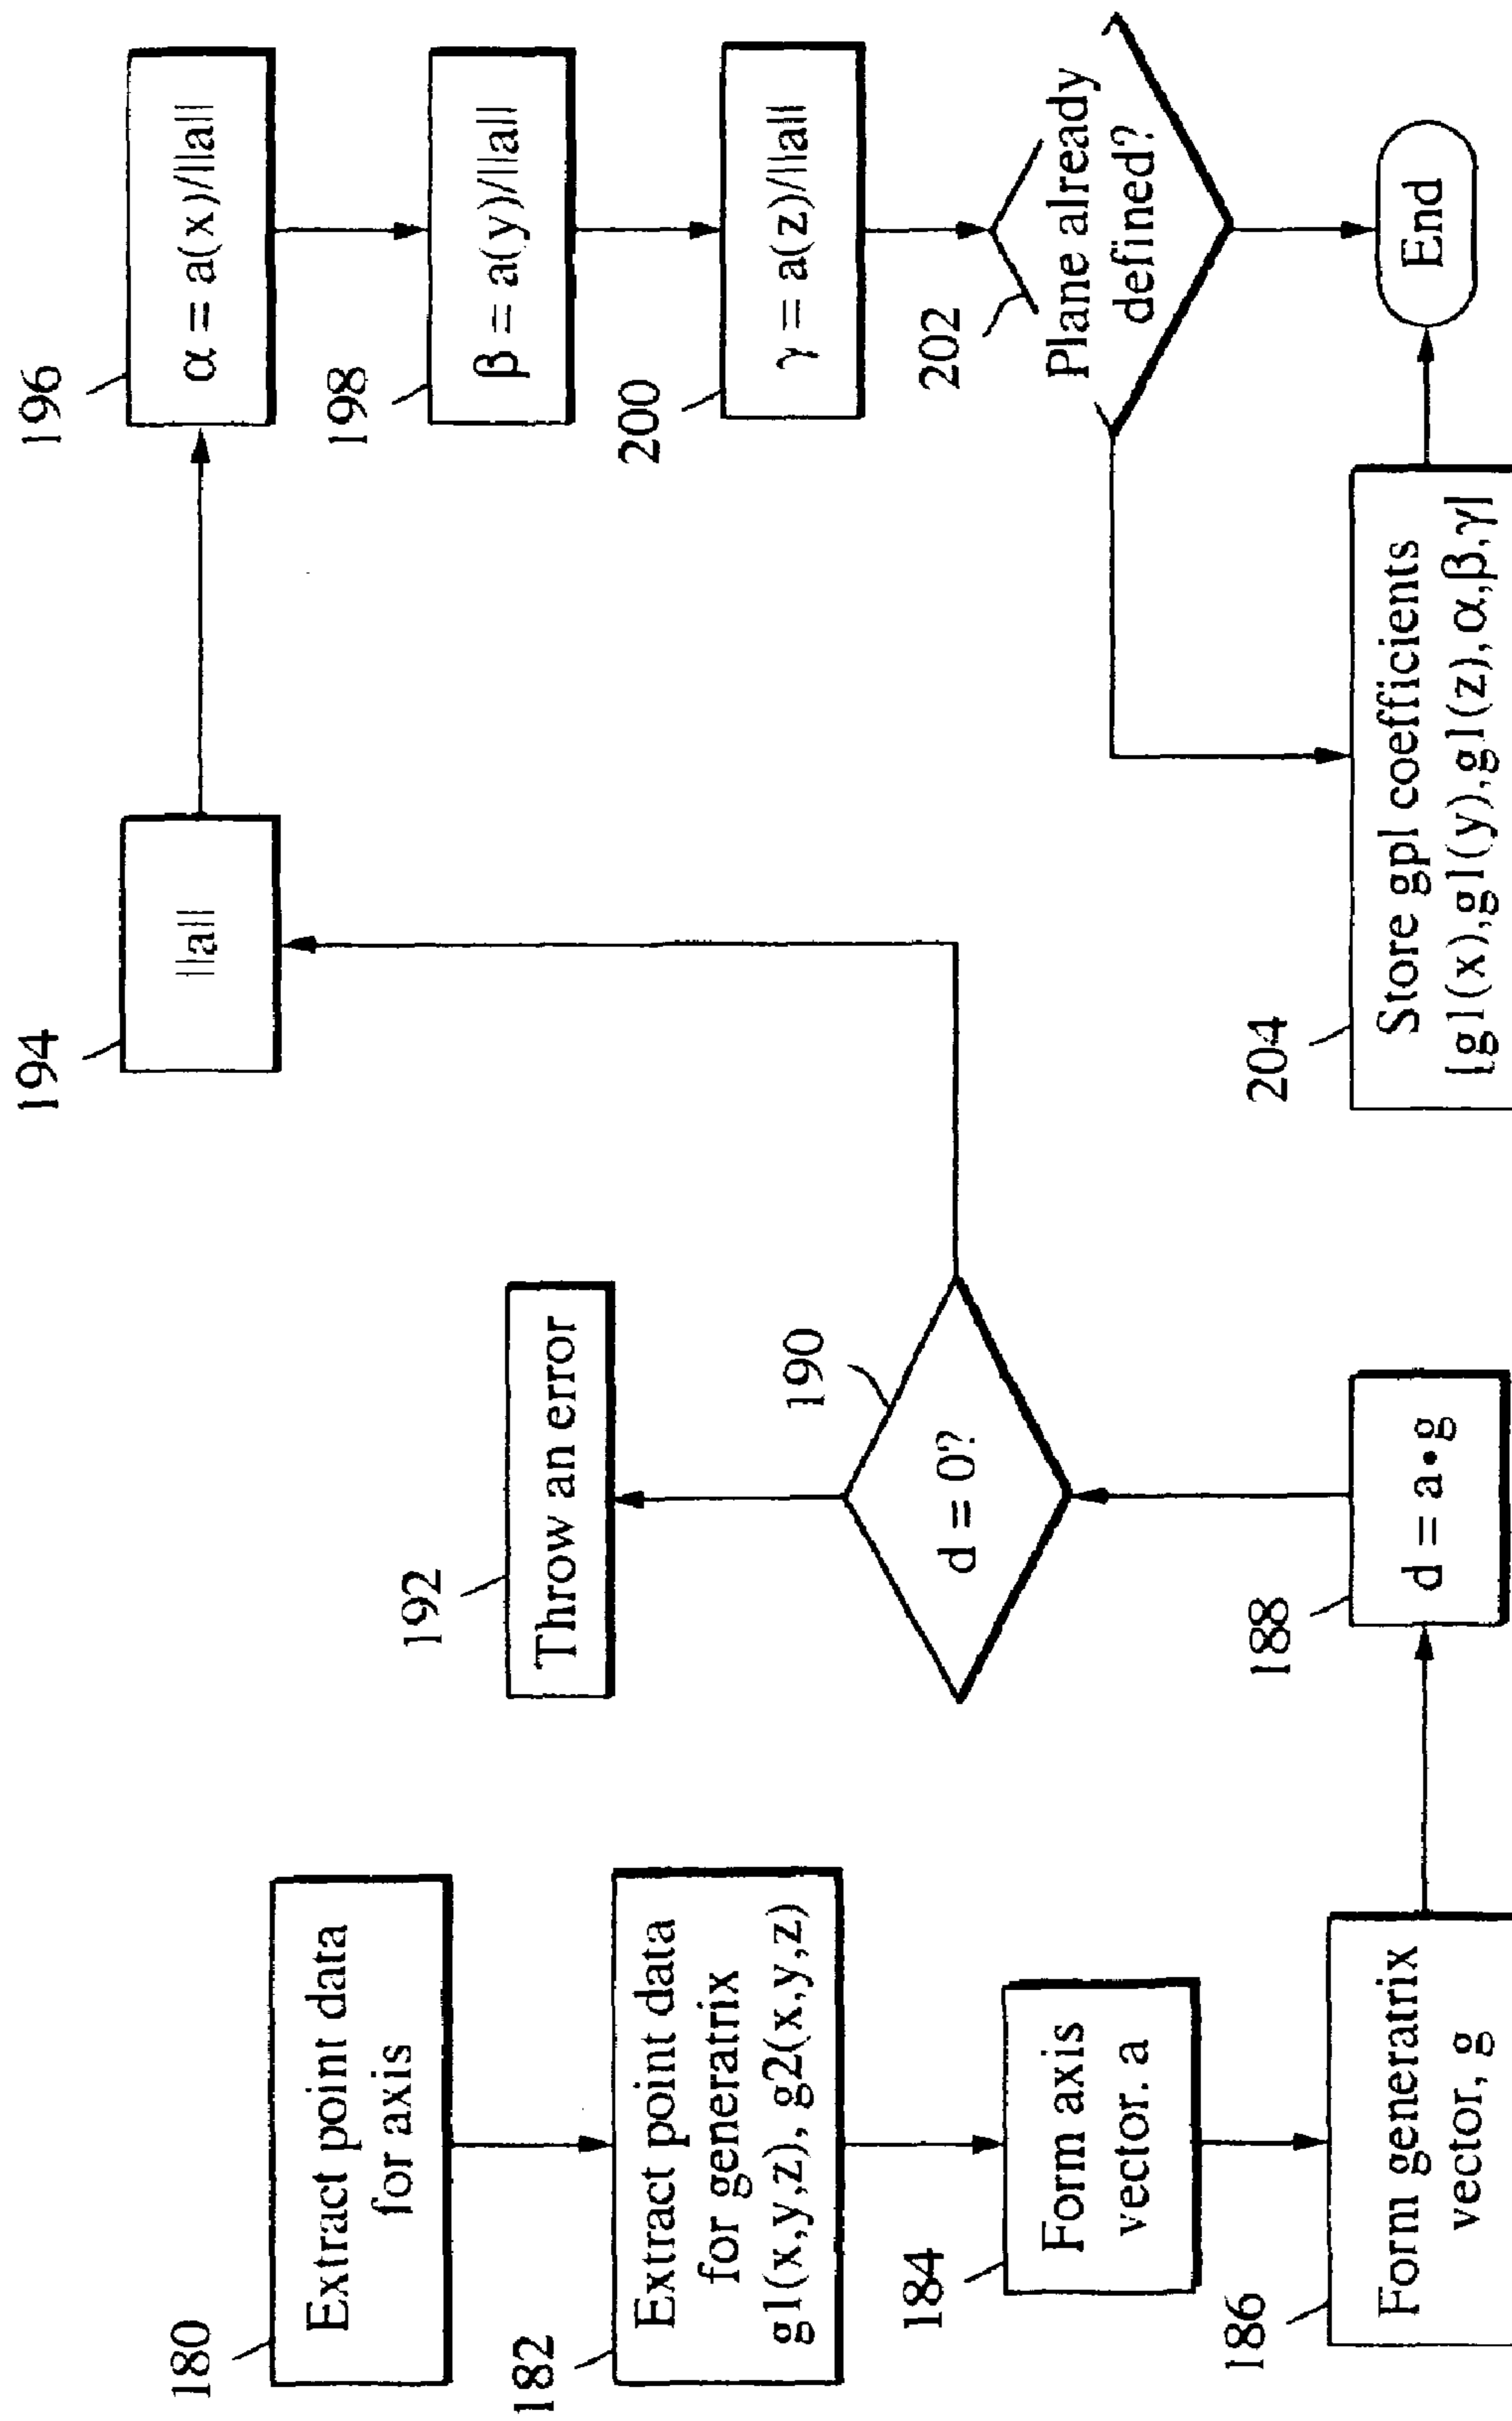 180
Extract point data
for axis
182
Extract point data
for generatrix
g1(x,y,z), g2(x,y,z)
184
Form axis
vector. a
186
Form generatrix
vector, g
188
d = a•g
190
d = 0?
192
Throw an error
194
||a||
196
α = a(x)/||a||
198
β = a(y)/||a||
200
γ = a(z)/||a||
202
Plane already
defined?
204
Store gpl coefficients
[g1(x),g1(y),g1(z),α,β,γ]
End